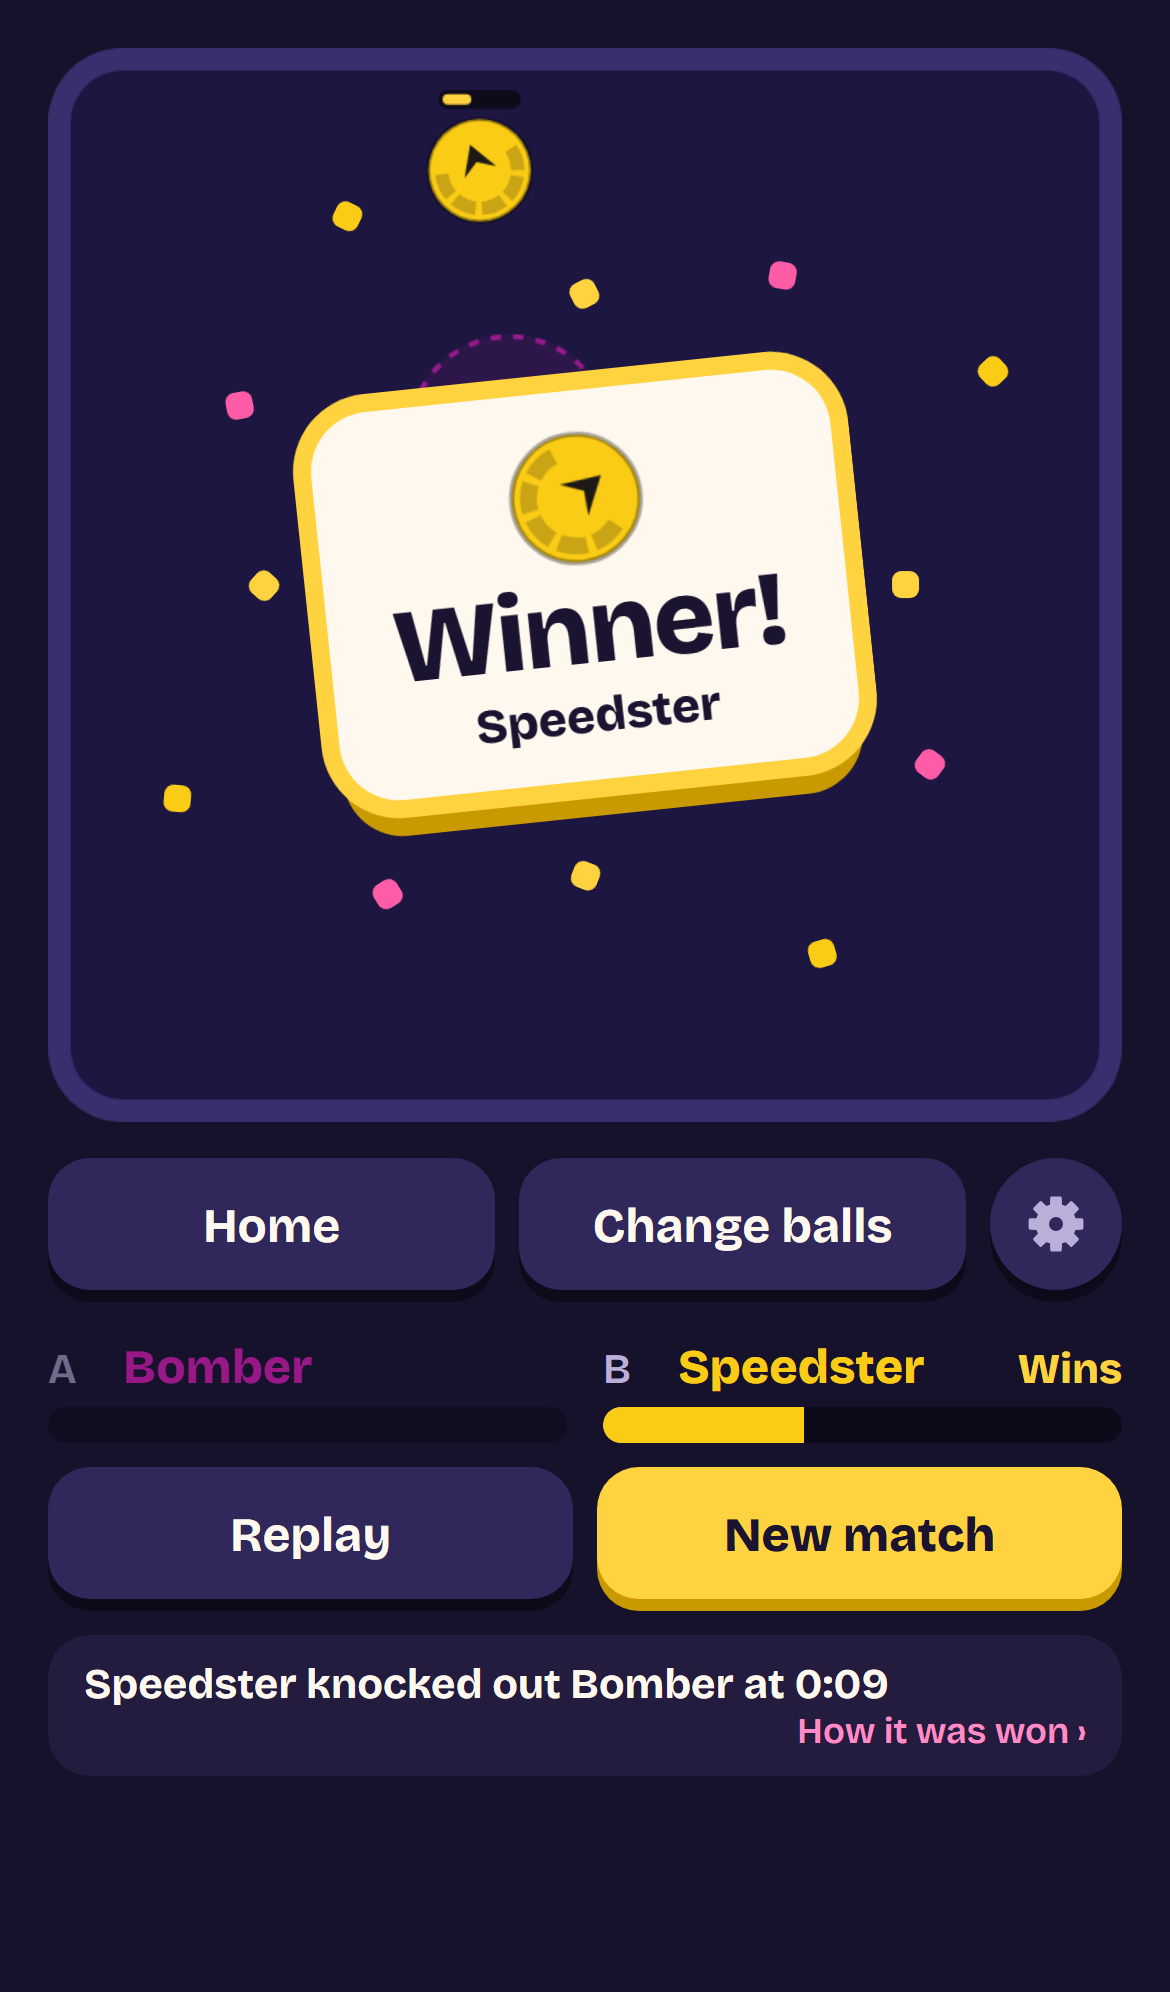 Winner!
Speedster
Home
Change balls
A Bomber
B Speedster Wins
Replay
New match
Speedster knocked out Bomber at 0:09
How it was won ›